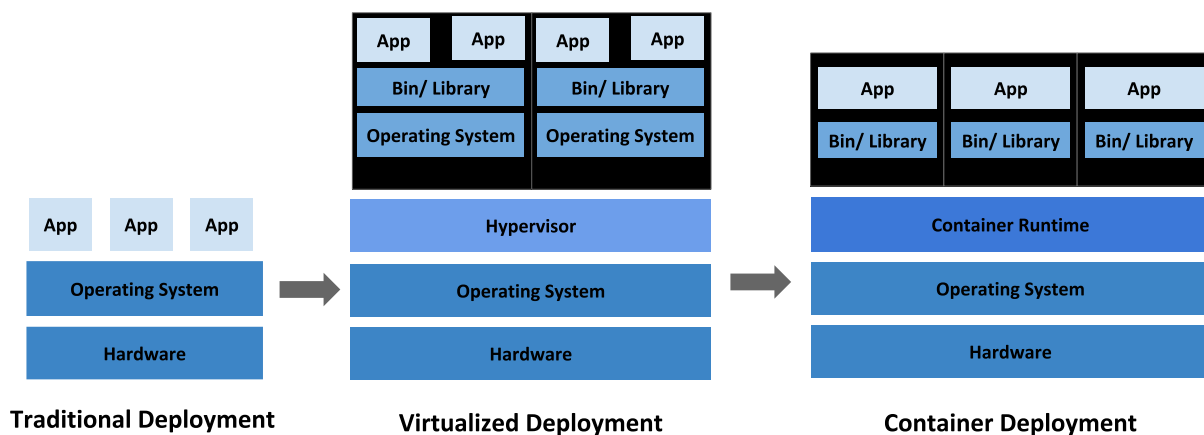 App
App
App
Operating System
Hardware
Traditional Deployment
App
App
App
App
Bin/ Library
Bin/ Library
Operating System
Operating System
Hypervisor
Operating System
Hardware
Virtualized Deployment
App
App
App
Bin/ Library
Bin/ Library
Bin/ Library
Container Runtime
Operating System
Hardware
Container Deployment